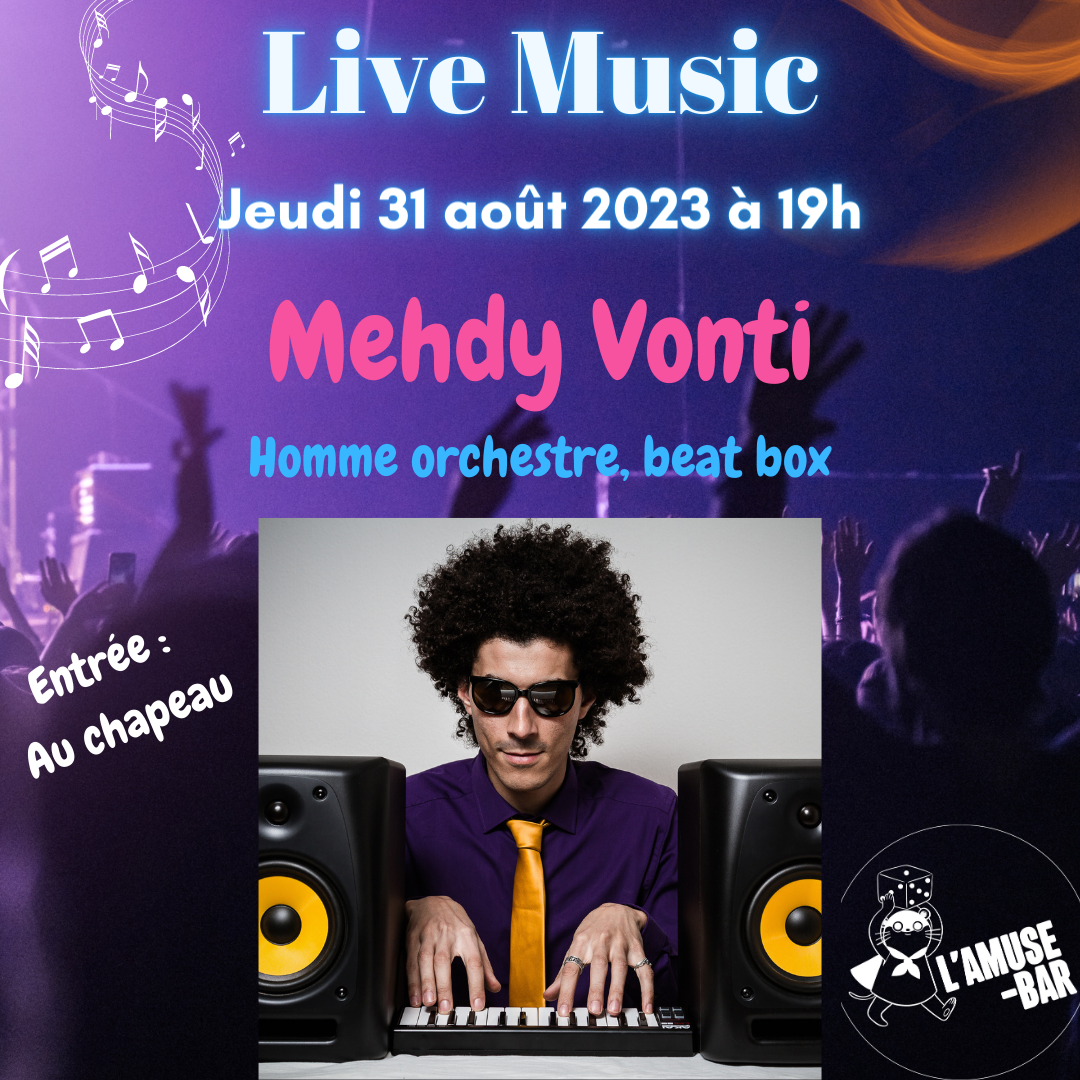 Live Music
Jeudi 31 août 2023 à 19h
Mehdy Vonti
Homme orchestre, beat box
Entrée :
Au chapeau
L'AMUSE
-BAR